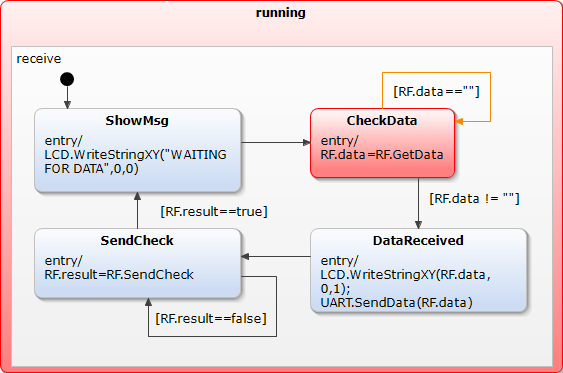 running
receive
[RF.data==""]
ShowMsg
entry/
LCD.WriteStringXY("WAITING
FOR DATA",0,0)
CheckData
entry/
RF.data=RF.GetData
[RF.result==true]
[RF.data != ""]
SendCheck
entry/
RF.result=RF.SendCheck
DataReceived
entry/
LCD.WriteStringXY(RF.data,
0,1);
UART.SendData(RF.data)
[RF.result==false]